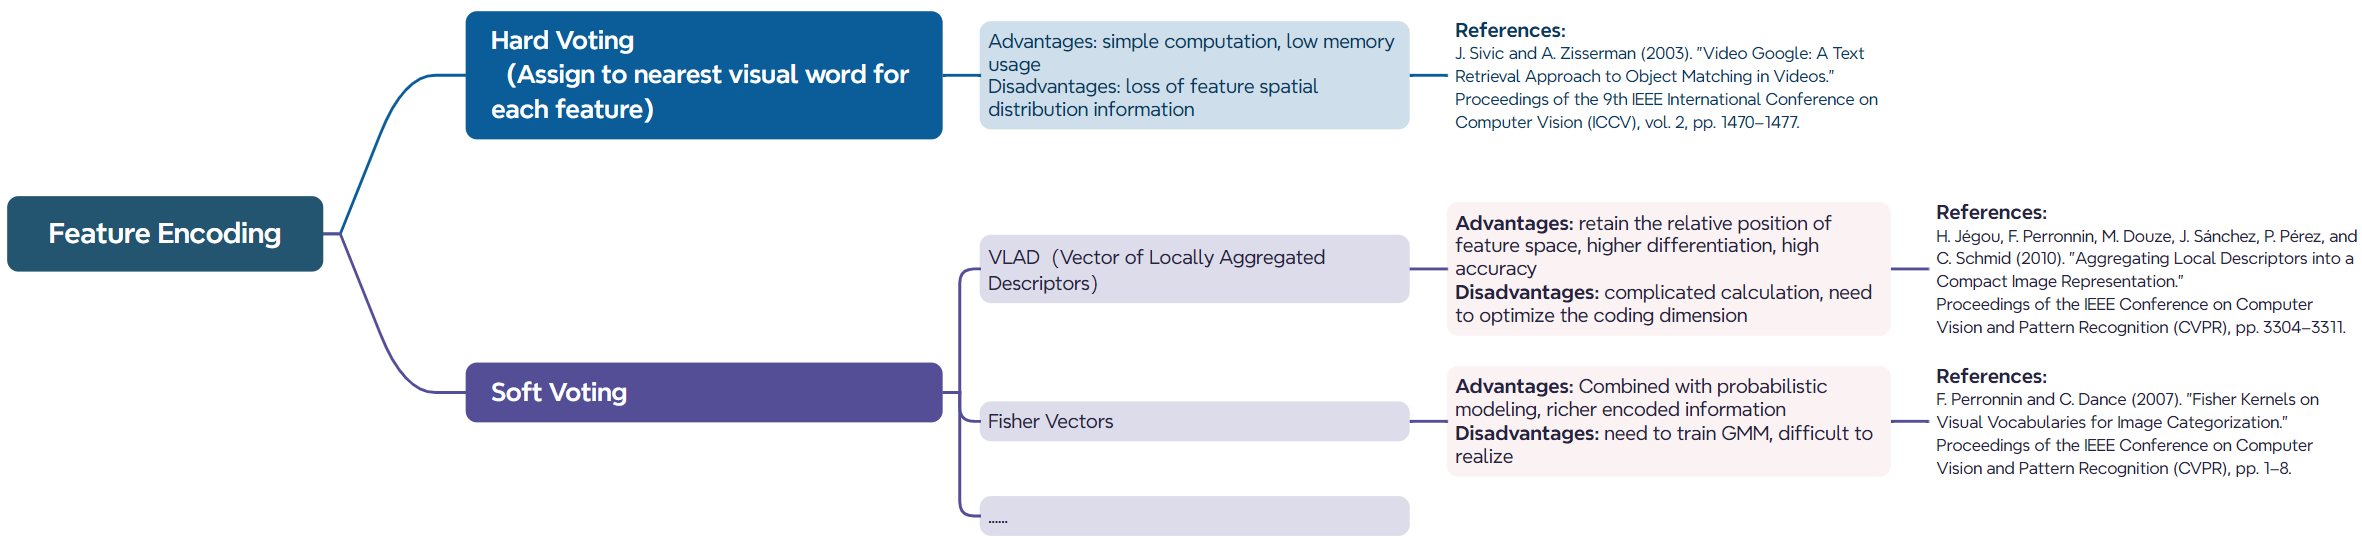 Feature Encoding
Hard Voting
（Assign to nearest visual word for
each feature）
Advantages: simple computation, low memory
usage
Disadvantages: loss of feature spatial
distribution information
References:
J. Sivic and A. Zisserman (2003). "Video Google: A Text
Retrieval Approach to Object Matching in Videos."
Proceedings of the 9th IEEE International Conference on
Computer Vision (ICCV), vol. 2, pp. 1470–1477.
Soft Voting
VLAD（Vector of Locally Aggregated
Descriptors）
Advantages: retain the relative position of
feature space, higher differentiation, high
accuracy
Disadvantages: complicated calculation, need
to optimize the coding dimension
References:
H. Jégou, F. Perronnin, M. Douze, J. Sánchez, P. Pérez, and
C. Schmid (2010). "Aggregating Local Descriptors into a
Compact Image Representation."
Proceedings of the IEEE Conference on Computer
Vision and Pattern Recognition (CVPR), pp. 3304–3311.
Fisher Vectors
Advantages: Combined with probabilistic
modeling, richer encoded information
Disadvantages: need to train GMM, difficult to
realize
References:
F. Perronnin and C. Dance (2007). "Fisher Kernels on
Visual Vocabularies for Image Categorization."
Proceedings of the IEEE Conference on Computer
Vision and Pattern Recognition (CVPR), pp. 1–8.
......